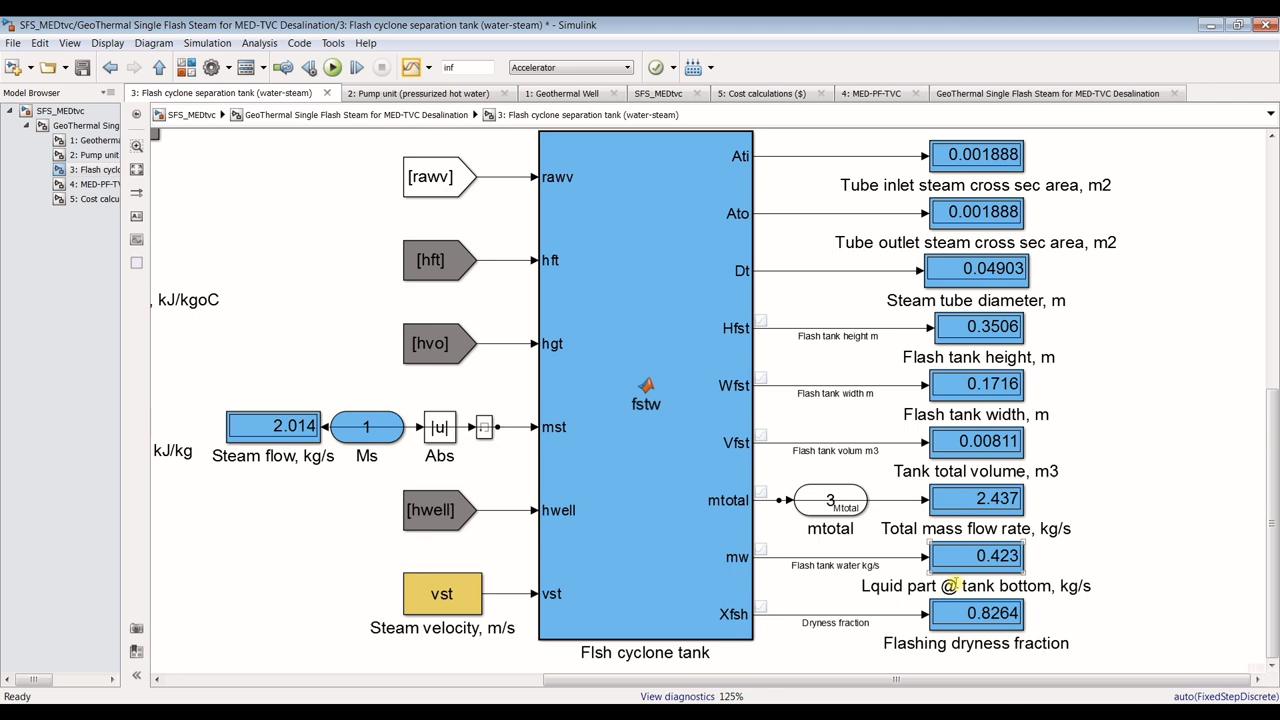 SFS_MEDtvc/GeoThermal Single Flash Steam for MED-TVC Desalination/3: Flash cyclone separation tank (water-steam) * - Simulink
File Edit View Display Diagram Simulation Analysis Code Tools Help
inf Accelerator
Model Browser
3: Flash cyclone separation tank (water-steam) 2: Pump unit (pressurized hot water) 1: Geothermal Well SFS_MEDtvc 5: Cost calculations ($) 4: MED-PF-TVC GeoThermal Single Flash Steam for MED-TVC Desalination
SFS_MEDtvc GeoThermal Single Flash Steam for MED-TVC Desalination 3: Flash cyclone separation tank (water-steam)
SFS_MEDtvc
GeoThermal Sing
1: Geotherma
2: Pump unit
3: Flash cyclo
4: MED-PF-TV
5: Cost calcu
[rawv] rawv Ati 0.001888
Tube inlet steam cross sec area, m2
Ato 0.001888
Tube outlet steam cross sec area, m2
[hft] hft Dt 0.04903
, kJ/kgoC Steam tube diameter, m
Hfst Flash tank height m 0.3506
[hvo] hgt Flash tank height, m
Wfst Flash tank width m 0.1716
fstw Flash tank width, m
2.014 1 |u| mst Vfst Flash tank volum m3 0.00811
kJ/kg Steam flow, kg/s Ms Abs Tank total volume, m3
[hwell] hwell mtotal 3 Mtotal 2.437
mtotal Total mass flow rate, kg/s
mw Flash tank water kg/s 0.423
Lquid part @ tank bottom, kg/s
vst vst Xfsh Dryness fraction 0.8264
Steam velocity, m/s Flashing dryness fraction
Flsh cyclone tank
Ready View diagnostics 125% auto(FixedStepDiscrete)